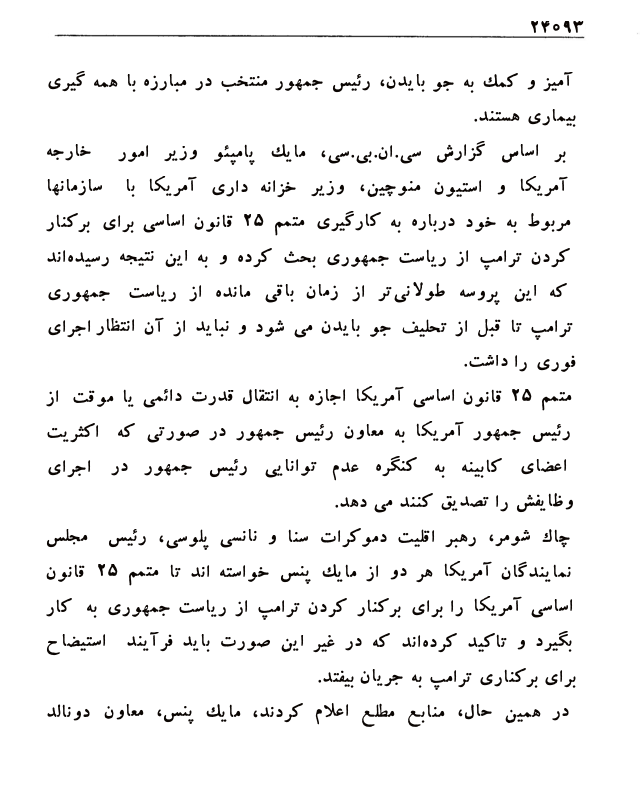 ۲۴۰۹۳
آمیز و کمك به جو بایدن، رئیس جمهور منتخب در مبارزه با همه گیری
بیماری هستند.
بر اساس گزارش سی.ان.بی.سی، مایك پامپئو وزیر امور خارجه
آمریکا و استیون منوچین، وزیر خزانه داری آمریکا با سازمانها
مربوط به خود درباره به کارگیری متمم ۲۵ قانون اساسی برای برکنار
کردن ترامپ از ریاست جمهوری بحث کرده و به این نتیجه رسیده‌اند
که این پروسه طولانی‌تر از زمان باقی مانده از ریاست جمهوری
ترامپ تا قبل از تحلیف جو بایدن می شود و نباید از آن انتظار اجرای
فوری را داشت.
متمم ۲۵ قانون اساسی آمریکا اجازه به انتقال قدرت دائمی یا موقت از
رئیس جمهور آمریکا به معاون رئیس جمهور در صورتی که اکثریت
اعضای کابینه به کنگره عدم توانایی رئیس جمهور در اجرای
وظایفش را تصدیق کنند می دهد.
چاك شومر، رهبر اقلیت دموکرات سنا و نانسی پلوسی، رئیس مجلس
نمایندگان آمریکا هر دو از مایك پنس خواسته اند تا متمم ۲۵ قانون
اساسی آمریکا را برای برکنار کردن ترامپ از ریاست جمهوری به کار
بگیرد و تاکید کرده‌اند که در غیر این صورت باید فرآیند استیضاح
برای برکناری ترامپ به جریان بیفتد.
در همین حال، منابع مطلع اعلام کردند، مایك پنس، معاون دونالد